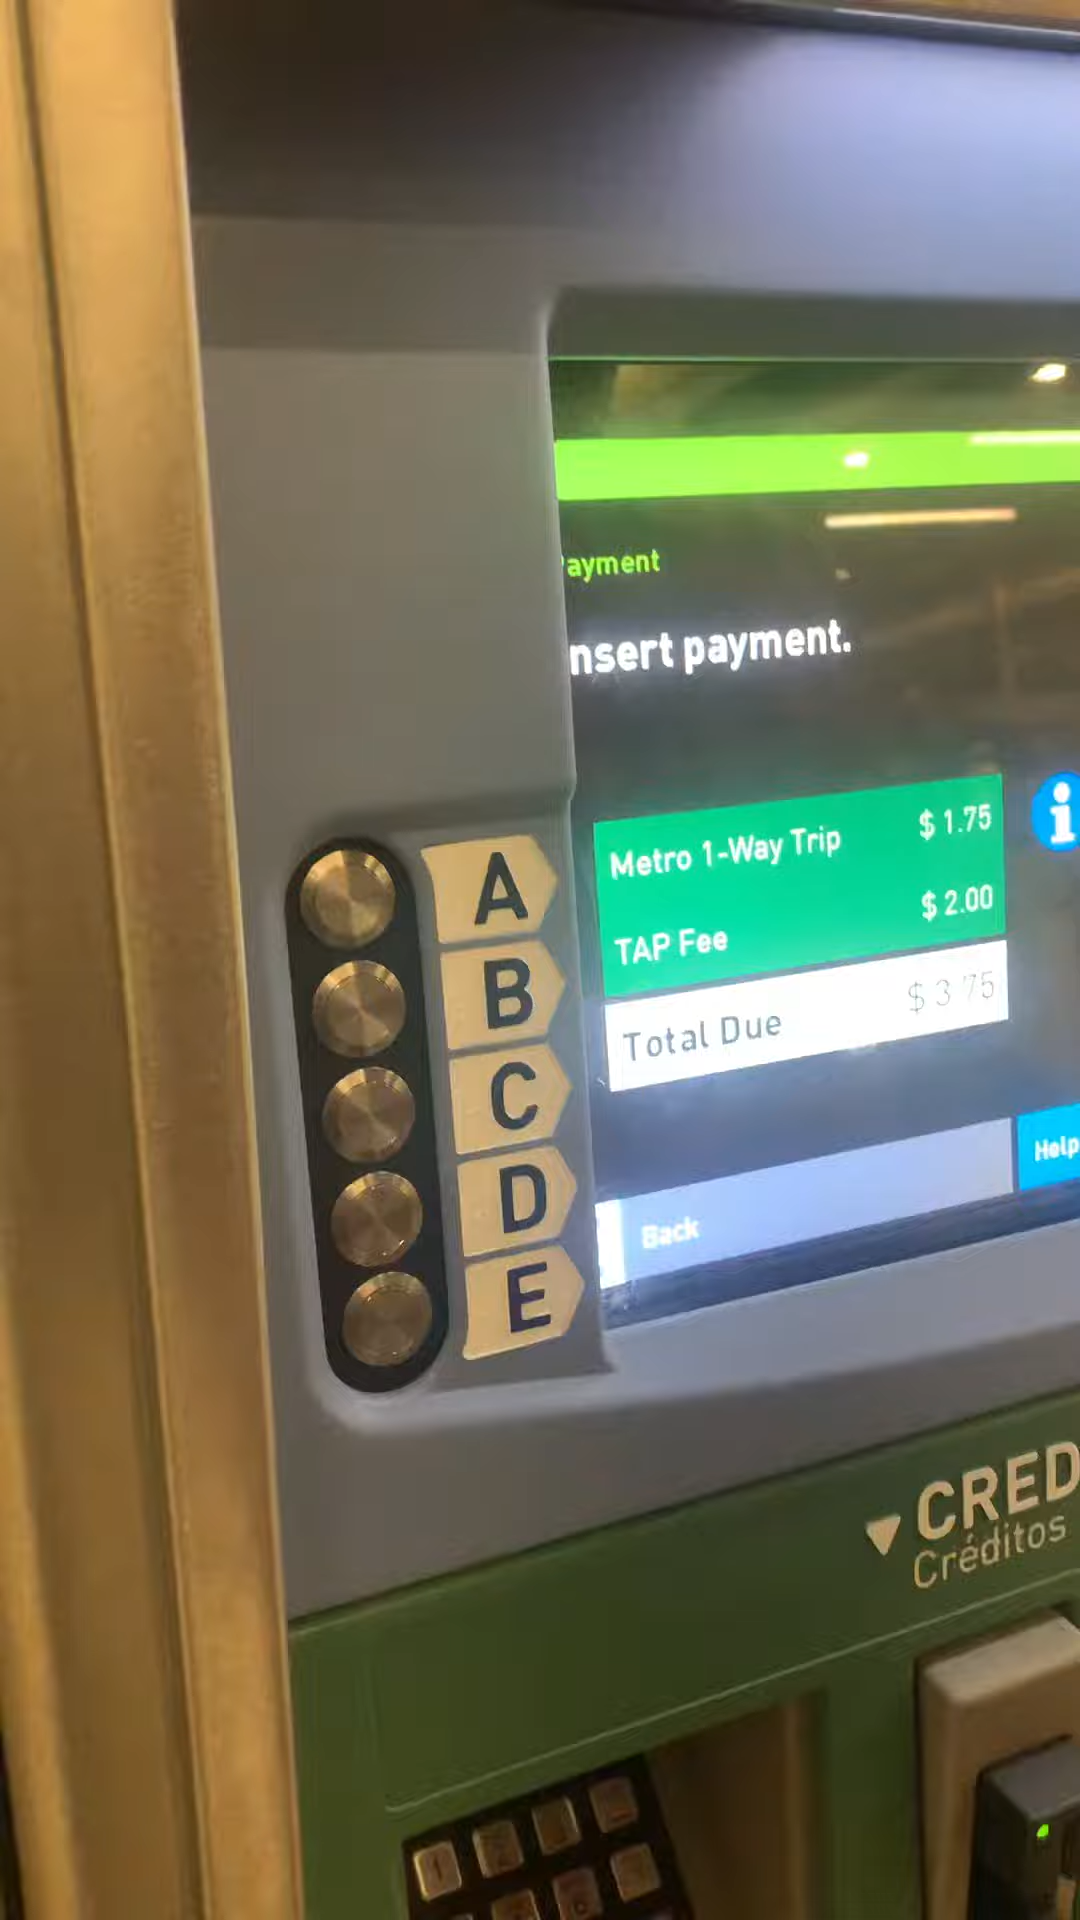 ayment
nsert payment.
Metro 1-Way Trip $ 1.75
TAP Fee $ 2.00
Total Due $ 3.75
Back
Help
A
B
C
D
E
CRED
Créditos
1